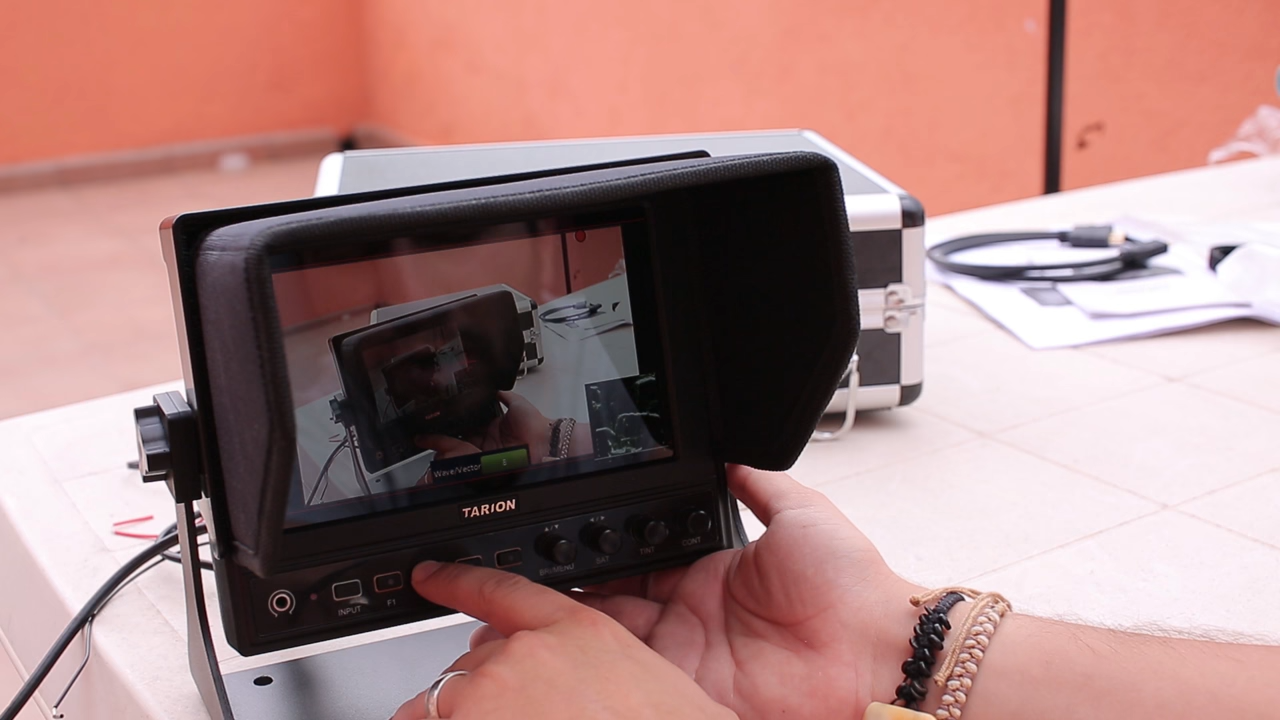 Wave/Vector
TARION
INPUT
F1
BRI/MENU
SAT
TINT
CONT